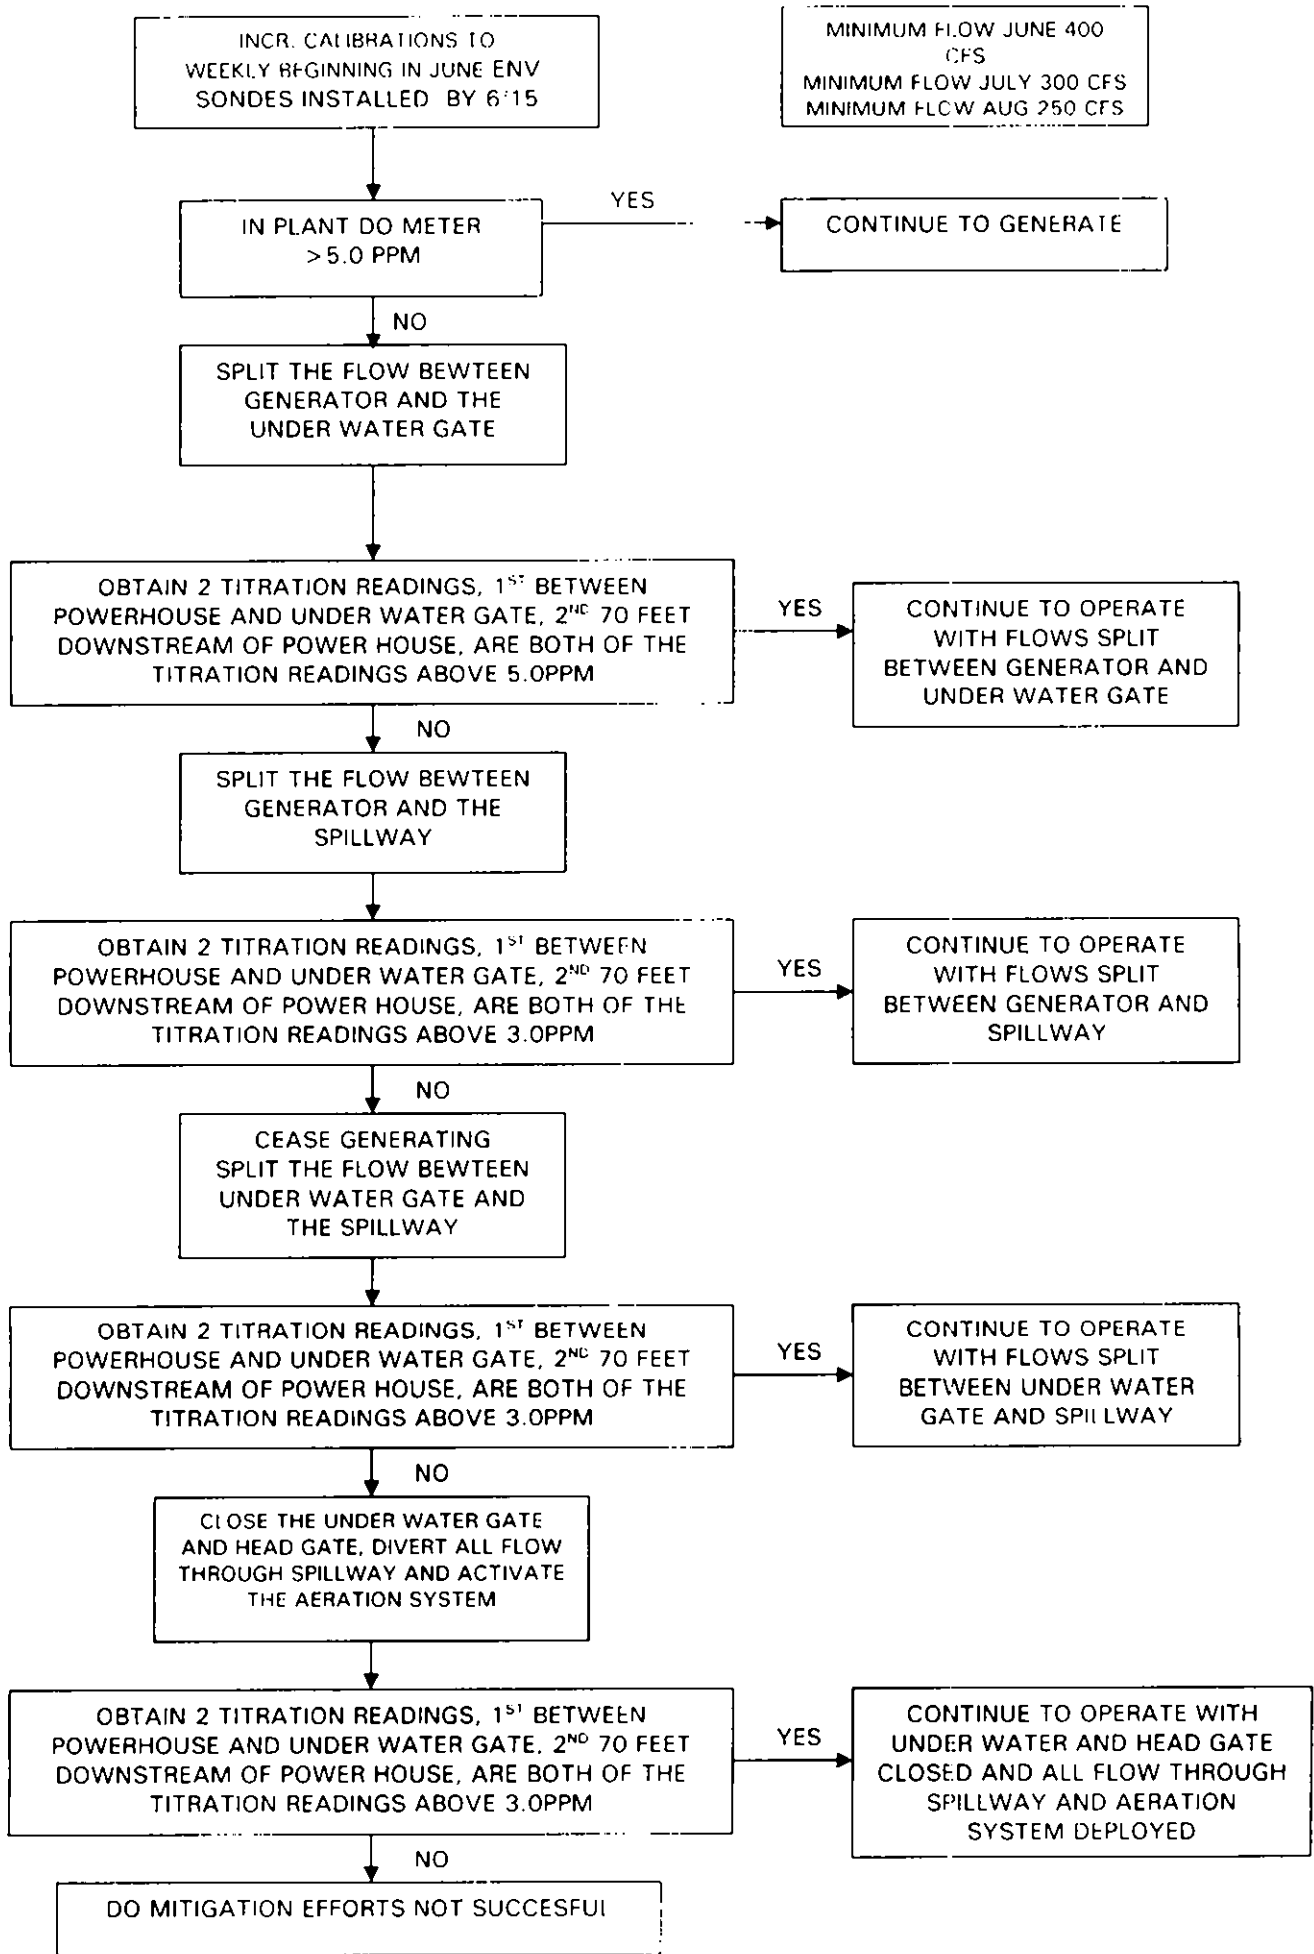 INCR. CALIBRATIONS TO
WEEKLY BEGINNING IN JUNE ENV
SONDES INSTALLED BY 6/15
MINIMUM FLOW JUNE 400
CFS
MINIMUM FLOW JULY 300 CFS
MINIMUM FLOW AUG 250 CFS
IN PLANT DO METER
>5.0 PPM
YES
CONTINUE TO GENERATE
NO
SPLIT THE FLOW BEWTEEN
GENERATOR AND THE
UNDER WATER GATE
OBTAIN 2 TITRATION READINGS, 1ST BETWEEN
POWERHOUSE AND UNDER WATER GATE, 2ND 70 FEET
DOWNSTREAM OF POWER HOUSE, ARE BOTH OF THE
TITRATION READINGS ABOVE 5.0PPM
YES
CONTINUE TO OPERATE
WITH FLOWS SPLIT
BETWEEN GENERATOR AND
UNDER WATER GATE
NO
SPLIT THE FLOW BEWTEEN
GENERATOR AND THE
SPILLWAY
OBTAIN 2 TITRATION READINGS, 1ST BETWEEN
POWERHOUSE AND UNDER WATER GATE, 2ND 70 FEET
DOWNSTREAM OF POWER HOUSE, ARE BOTH OF THE
TITRATION READINGS ABOVE 3.0PPM
YES
CONTINUE TO OPERATE
WITH FLOWS SPLIT
BETWEEN GENERATOR AND
SPILLWAY
NO
CEASE GENERATING
SPLIT THE FLOW BEWTEEN
UNDER WATER GATE AND
THE SPILLWAY
OBTAIN 2 TITRATION READINGS, 1ST BETWEEN
POWERHOUSE AND UNDER WATER GATE, 2ND 70 FEET
DOWNSTREAM OF POWER HOUSE, ARE BOTH OF THE
TITRATION READINGS ABOVE 3.0PPM
YES
CONTINUE TO OPERATE
WITH FLOWS SPLIT
BETWEEN UNDER WATER
GATE AND SPILLWAY
NO
CLOSE THE UNDER WATER GATE
AND HEAD GATE, DIVERT ALL FLOW
THROUGH SPILLWAY AND ACTIVATE
THE AERATION SYSTEM
OBTAIN 2 TITRATION READINGS, 1ST BETWEEN
POWERHOUSE AND UNDER WATER GATE, 2ND 70 FEET
DOWNSTREAM OF POWER HOUSE, ARE BOTH OF THE
TITRATION READINGS ABOVE 3.0PPM
YES
CONTINUE TO OPERATE WITH
UNDER WATER AND HEAD GATE
CLOSED AND ALL FLOW THROUGH
SPILLWAY AND AERATION
SYSTEM DEPLOYED
NO
DO MITIGATION EFFORTS NOT SUCCESFUL